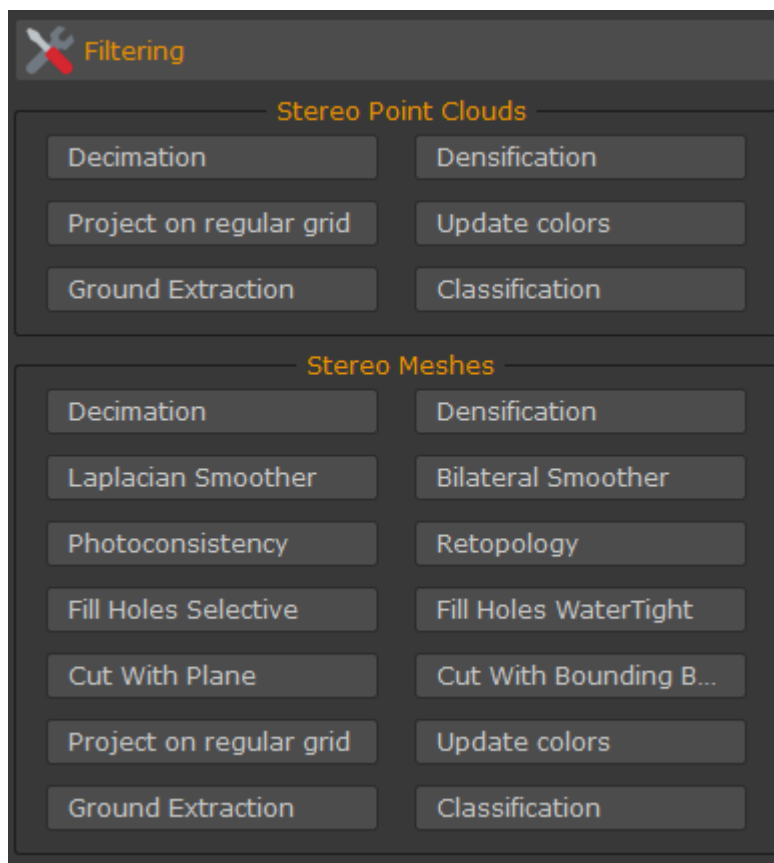 Filtering
Stereo Point Clouds
Decimation
Densification
Project on regular grid
Update colors
Ground Extraction
Classification
Stereo Meshes
Decimation
Densification
Laplacian Smoother
Bilateral Smoother
Photoconsistency
Retopology
Fill Holes Selective
Fill Holes WaterTight
Cut With Plane
Cut With Bounding B...
Project on regular grid
Update colors
Ground Extraction
Classification